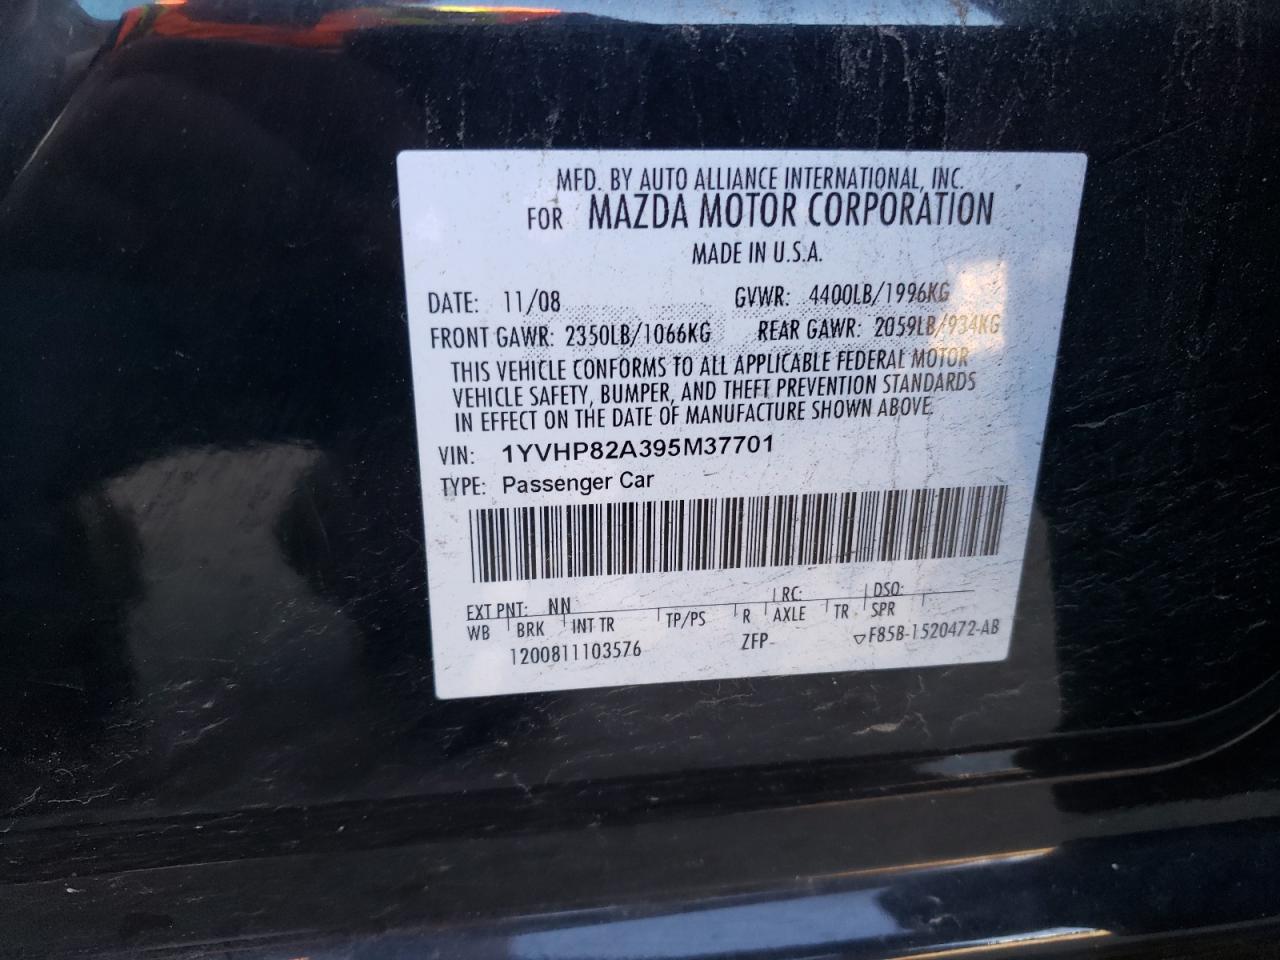 MFD. BY AUTO ALLIANCE INTERNATIONAL, INC.
FOR MAZDA MOTOR CORPORATION
MADE IN U.S.A.
DATE: 11/08 GVWR: 4400LB/1996KG
FRONT GAWR: 2350LB/1066KG REAR GAWR: 2059LB/934KG
THIS VEHICLE CONFORMS TO ALL APPLICABLE FEDERAL MOTOR
VEHICLE SAFETY, BUMPER, AND THEFT PREVENTION STANDARDS
IN EFFECT ON THE DATE OF MANUFACTURE SHOWN ABOVE.
VIN: 1YVHP82A395M37701
TYPE: Passenger Car
EXT PNT: NN RC: DSO:
WB BRK INT TR TP/PS R AXLE TR SPR
1200811103576 ZFP- ▽F85B-1520472-AB